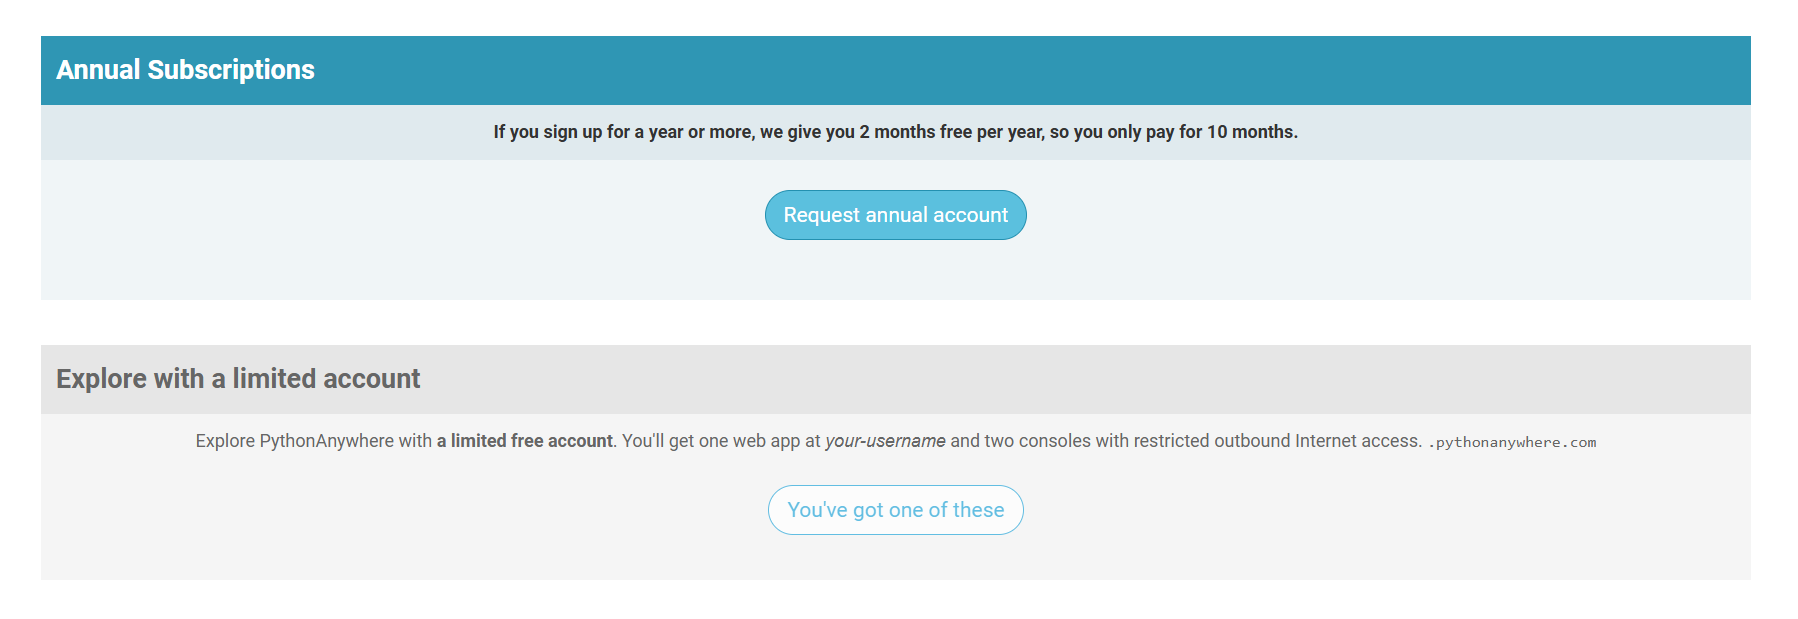 Annual Subscriptions
If you sign up for a year or more, we give you 2 months free per year, so you only pay for 10 months.
Request annual account
Explore with a limited account
Explore PythonAnywhere with a limited free account. You'll get one web app at your-username and two consoles with restricted outbound Internet access. .pythonanywhere.com
You've got one of these